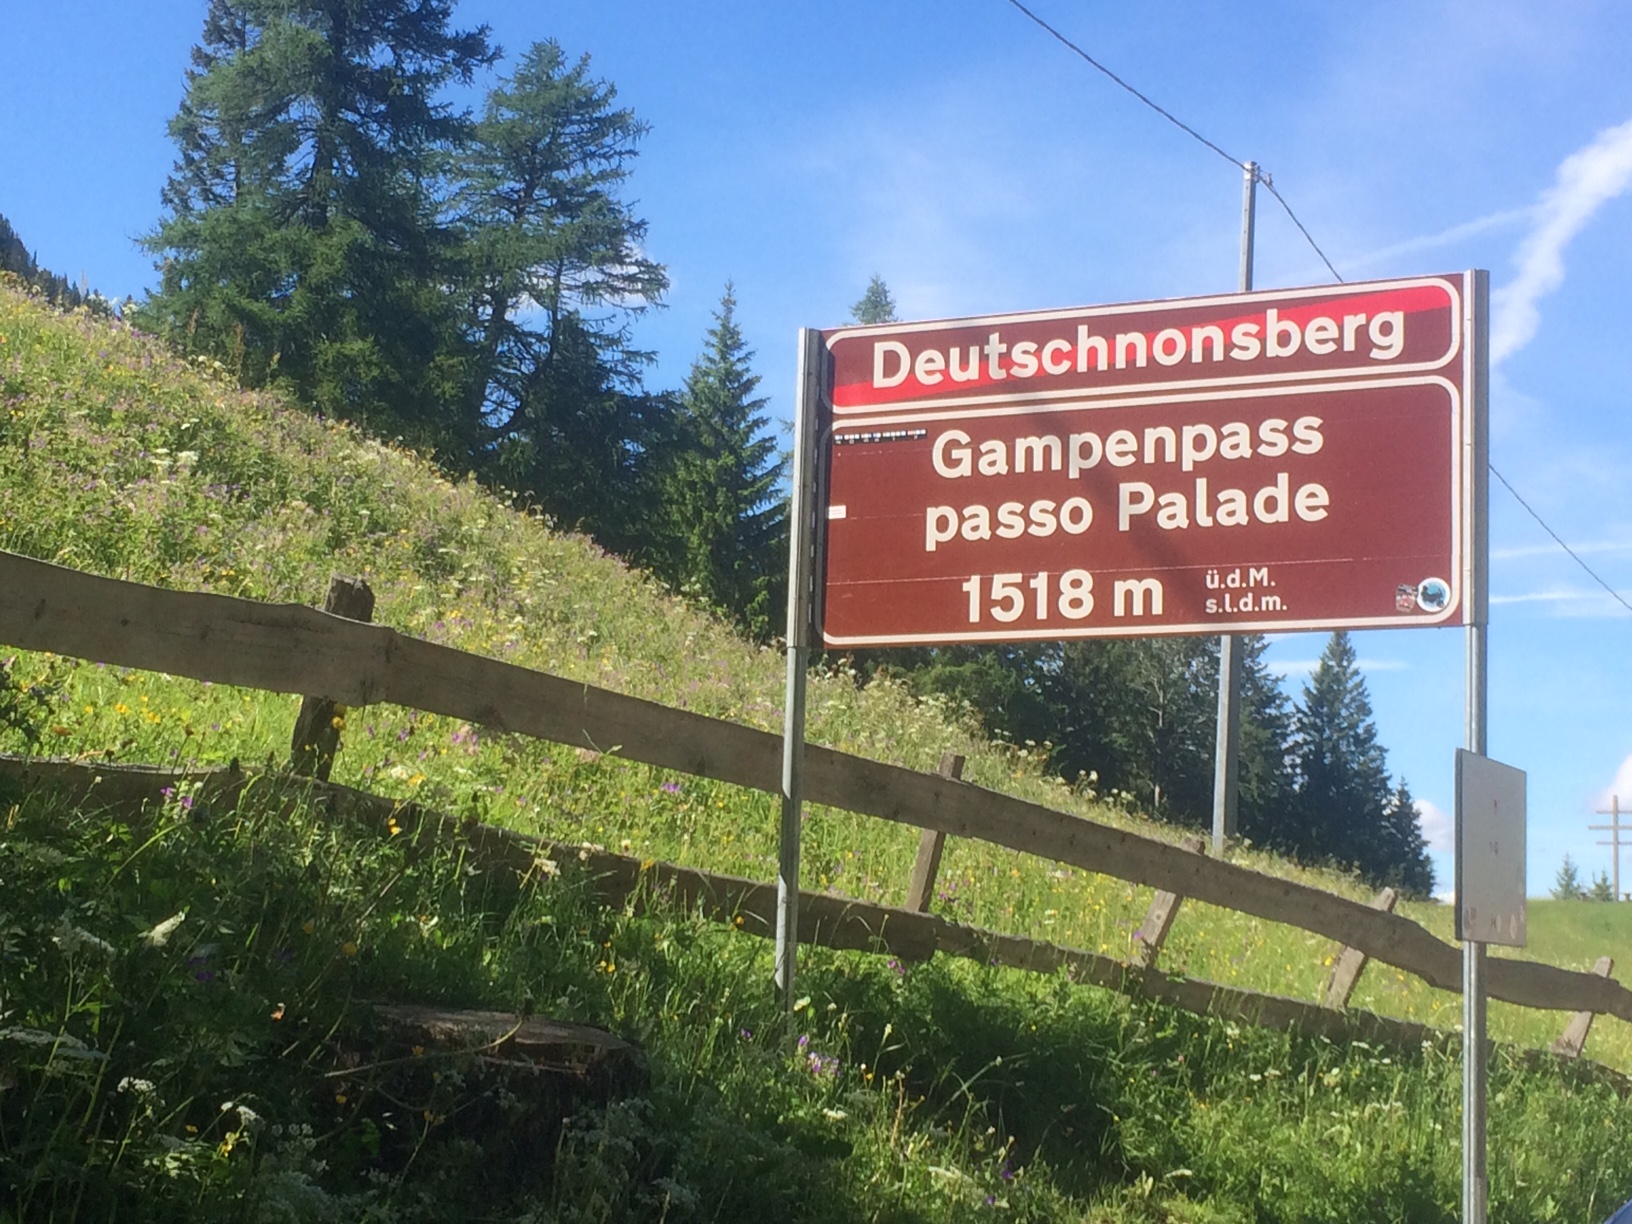 Deutschnonsberg
Gampenpass
passo Palade
1518 m ü.d.M.
s.l.d.m.